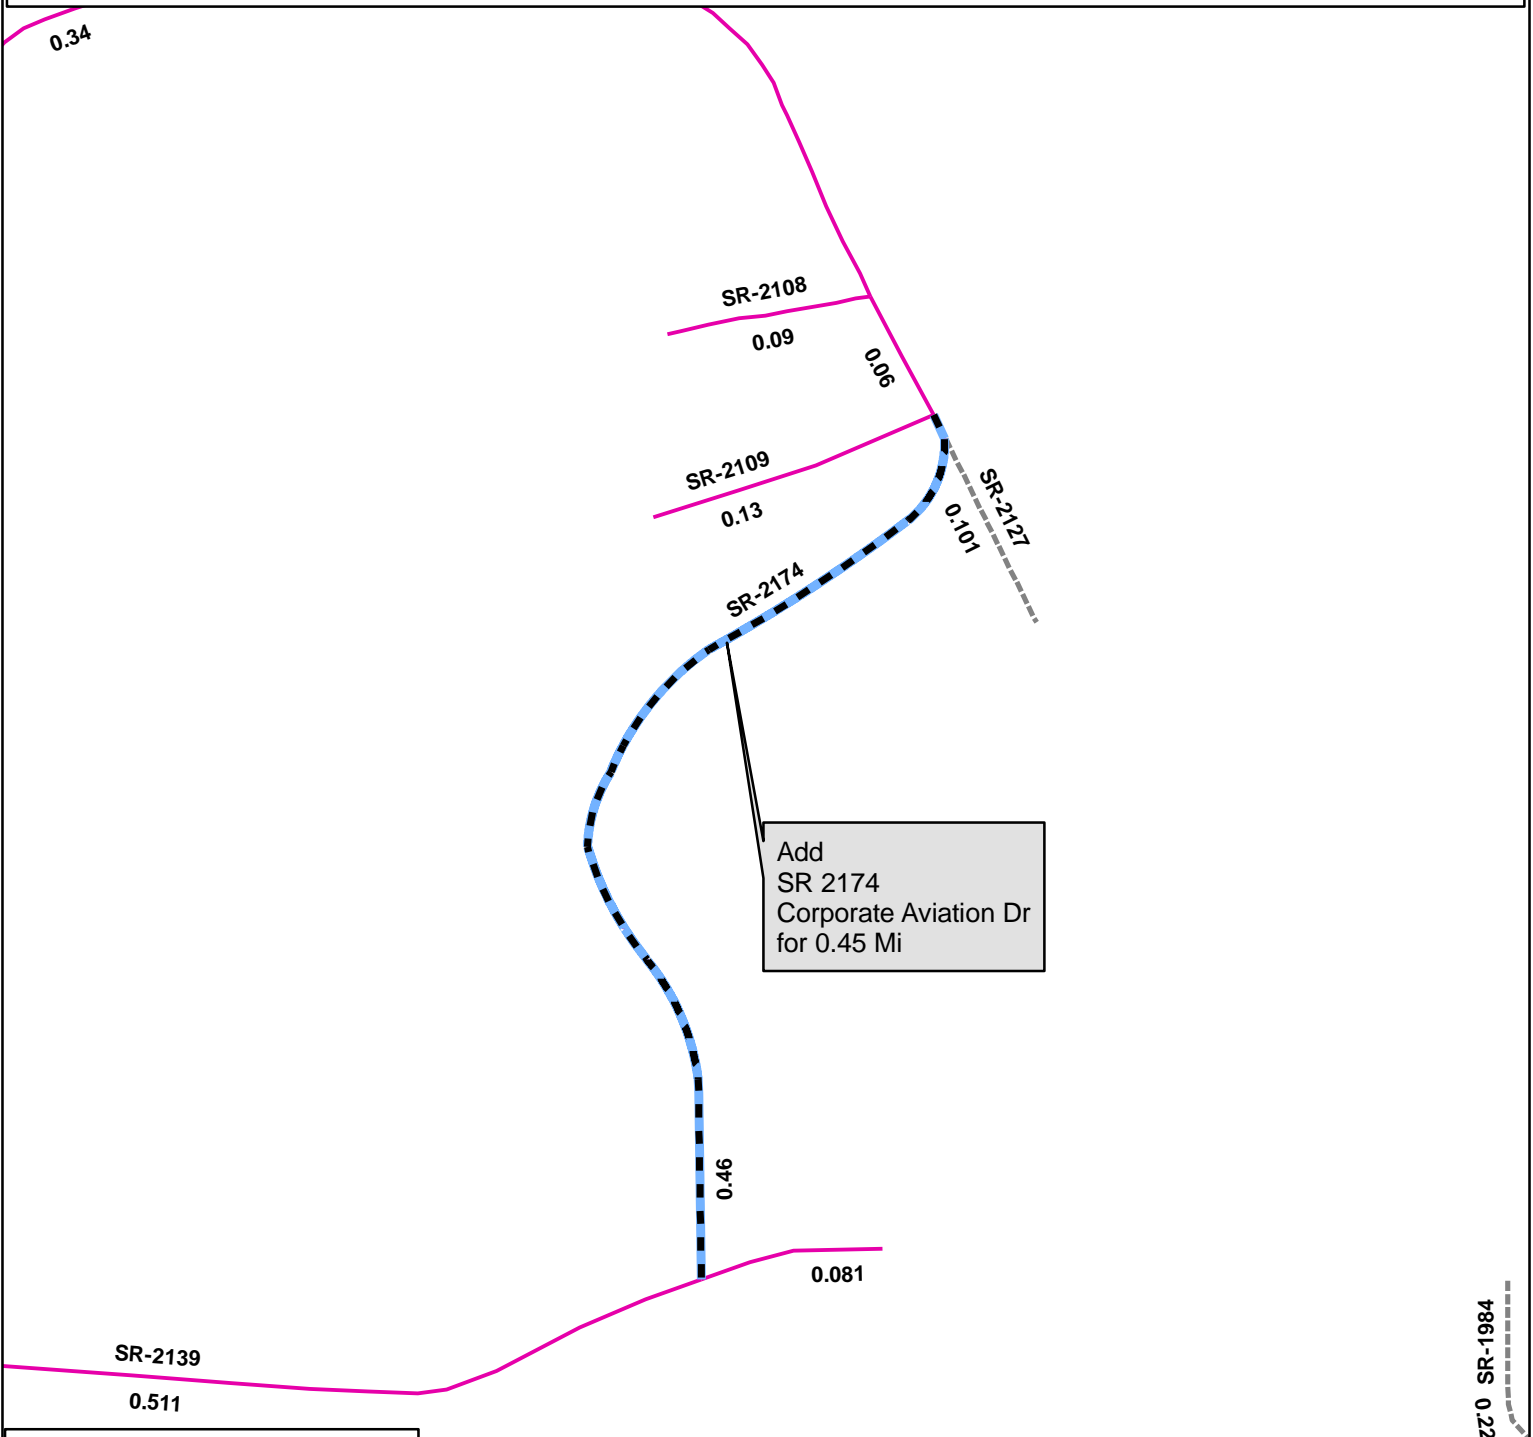 0.34
SR-2108
0.09
0.06
SR-2109
0.13
SR-2127
0.101
SR-2174
Add
SR 2174
Corporate Aviation Dr
for 0.45 Mi
0.46
0.081
SR-2139
0.511
SR-1984